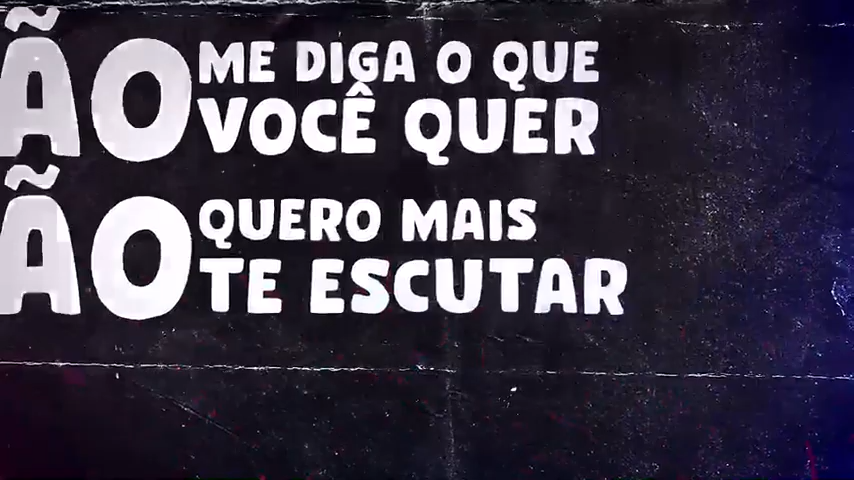 ÃO ME DIGA O QUE
VOCÊ QUER
ÃO QUERO MAIS
TE ESCUTAR